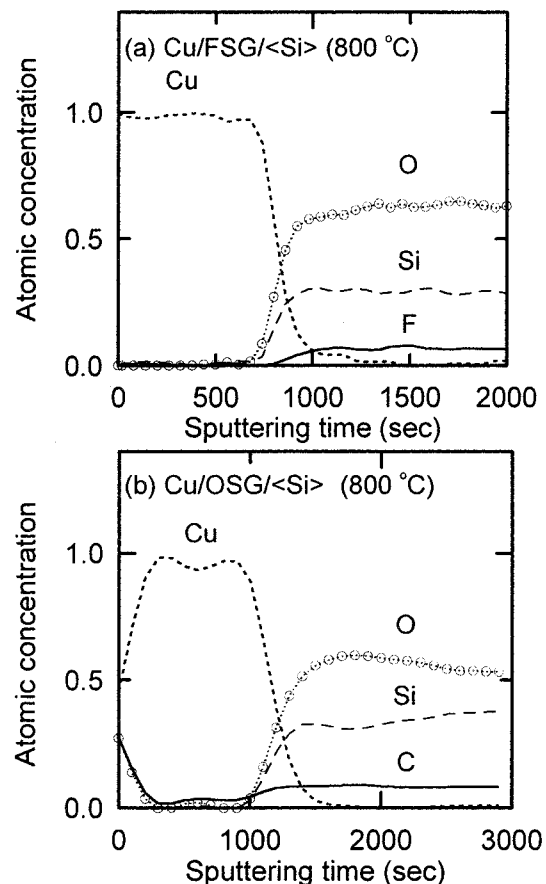 (a) Cu/FSG/<Si> (800 °C)
Cu
O
Si
F
1.0
0.5
0.0
Atomic concentration
0 500 1000 1500 2000
Sputtering time (sec)
(b) Cu/OSG/<Si> (800 °C)
Cu
O
Si
C
1.0
0.5
0.0
Atomic concentration
0 1000 2000 3000
Sputtering time (sec)